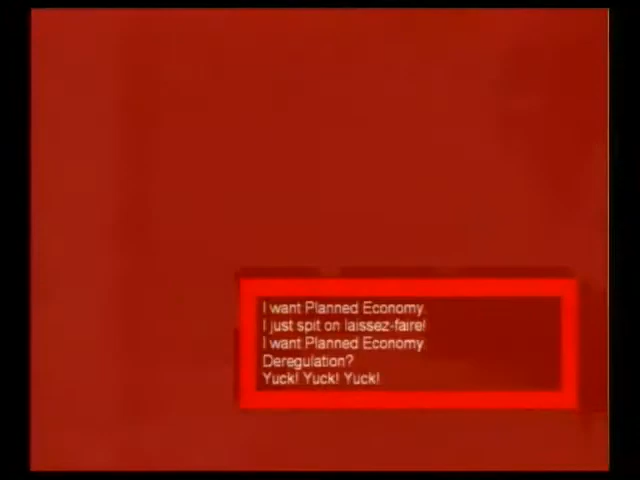 I want Planned Economy.
I just spit on laissez-faire!
I want Planned Economy.
Deregulation?
Yuck! Yuck! Yuck!